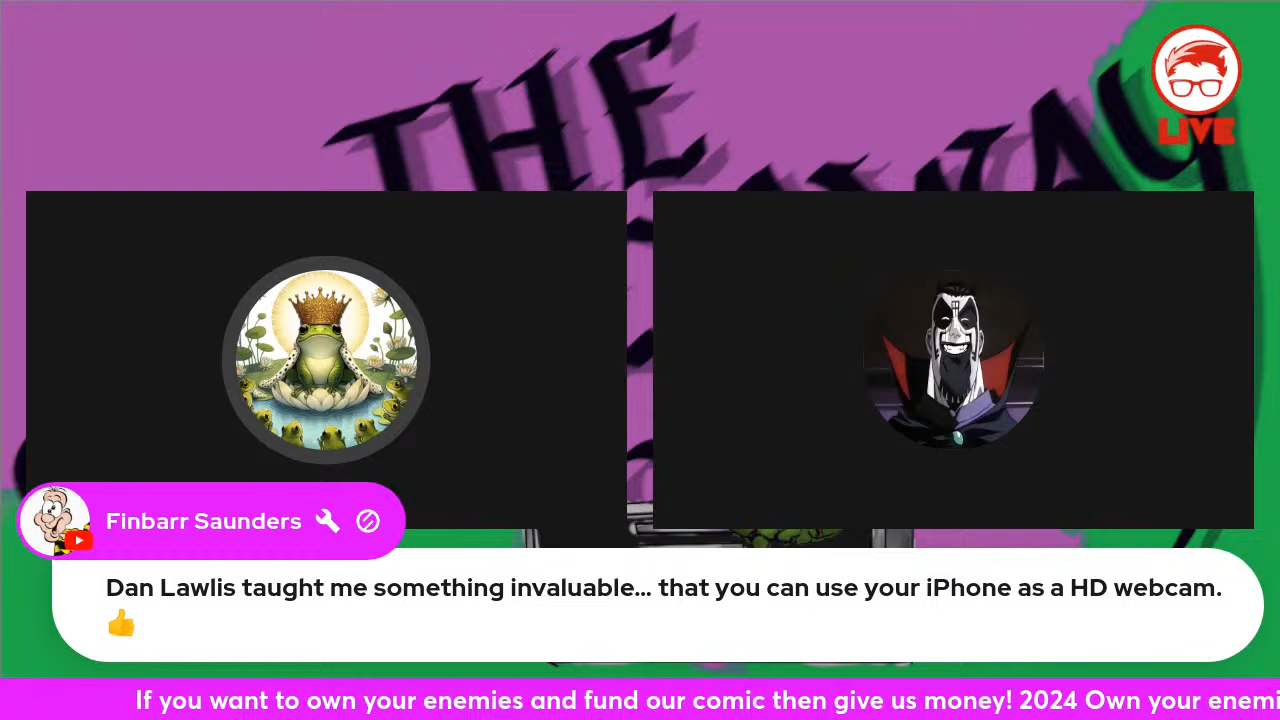 THE
LIVE
Finbarr Saunders
Dan Lawlis taught me something invaluable... that you can use your iPhone as a HD webcam.
👍
If you want to own your enemies and fund our comic then give us money! 2024 Own your enemi